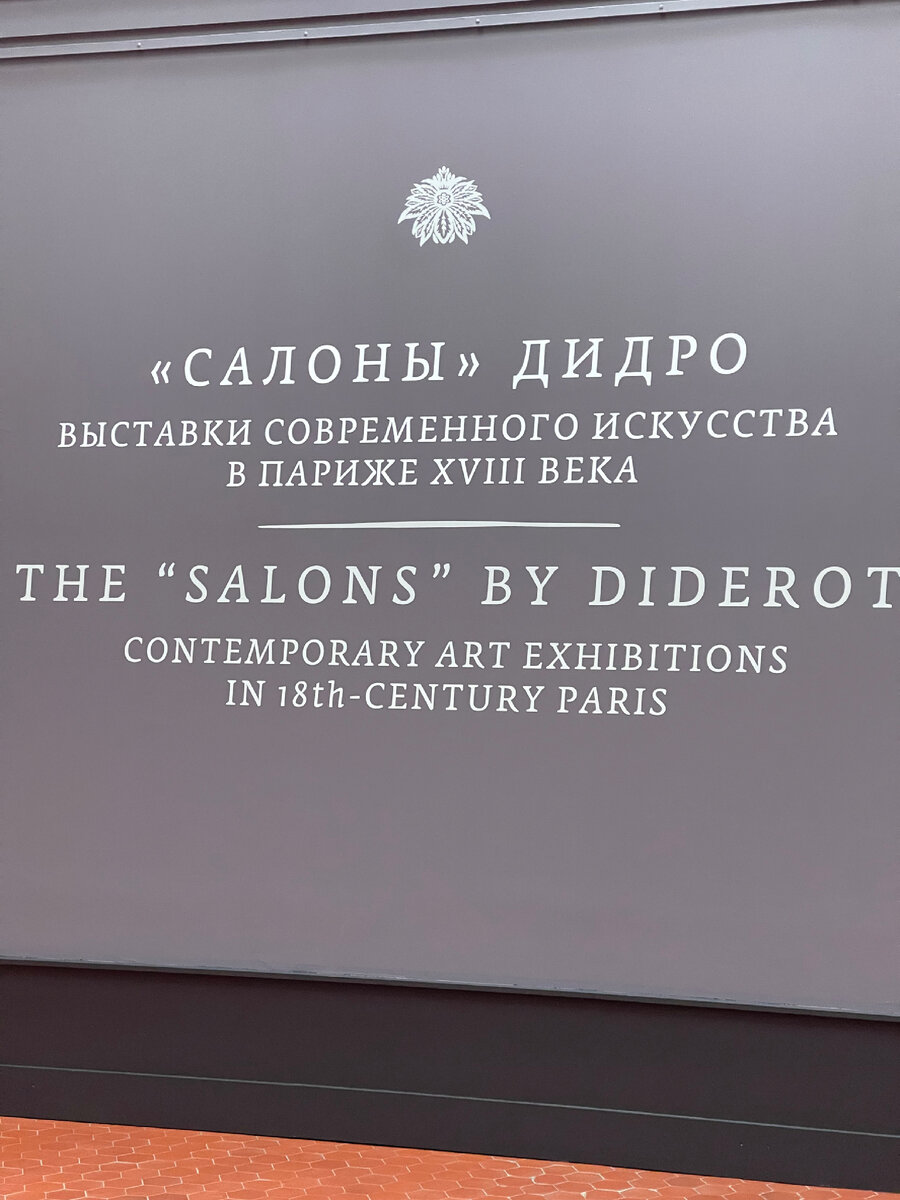 «САЛОНЫ» ДИДРО
ВЫСТАВКИ СОВРЕМЕННОГО ИСКУССТВА
В ПАРИЖЕ XVIII ВЕКА
THE “SALONS” BY DIDEROT
CONTEMPORARY ART EXHIBITIONS
IN 18th-CENTURY PARIS